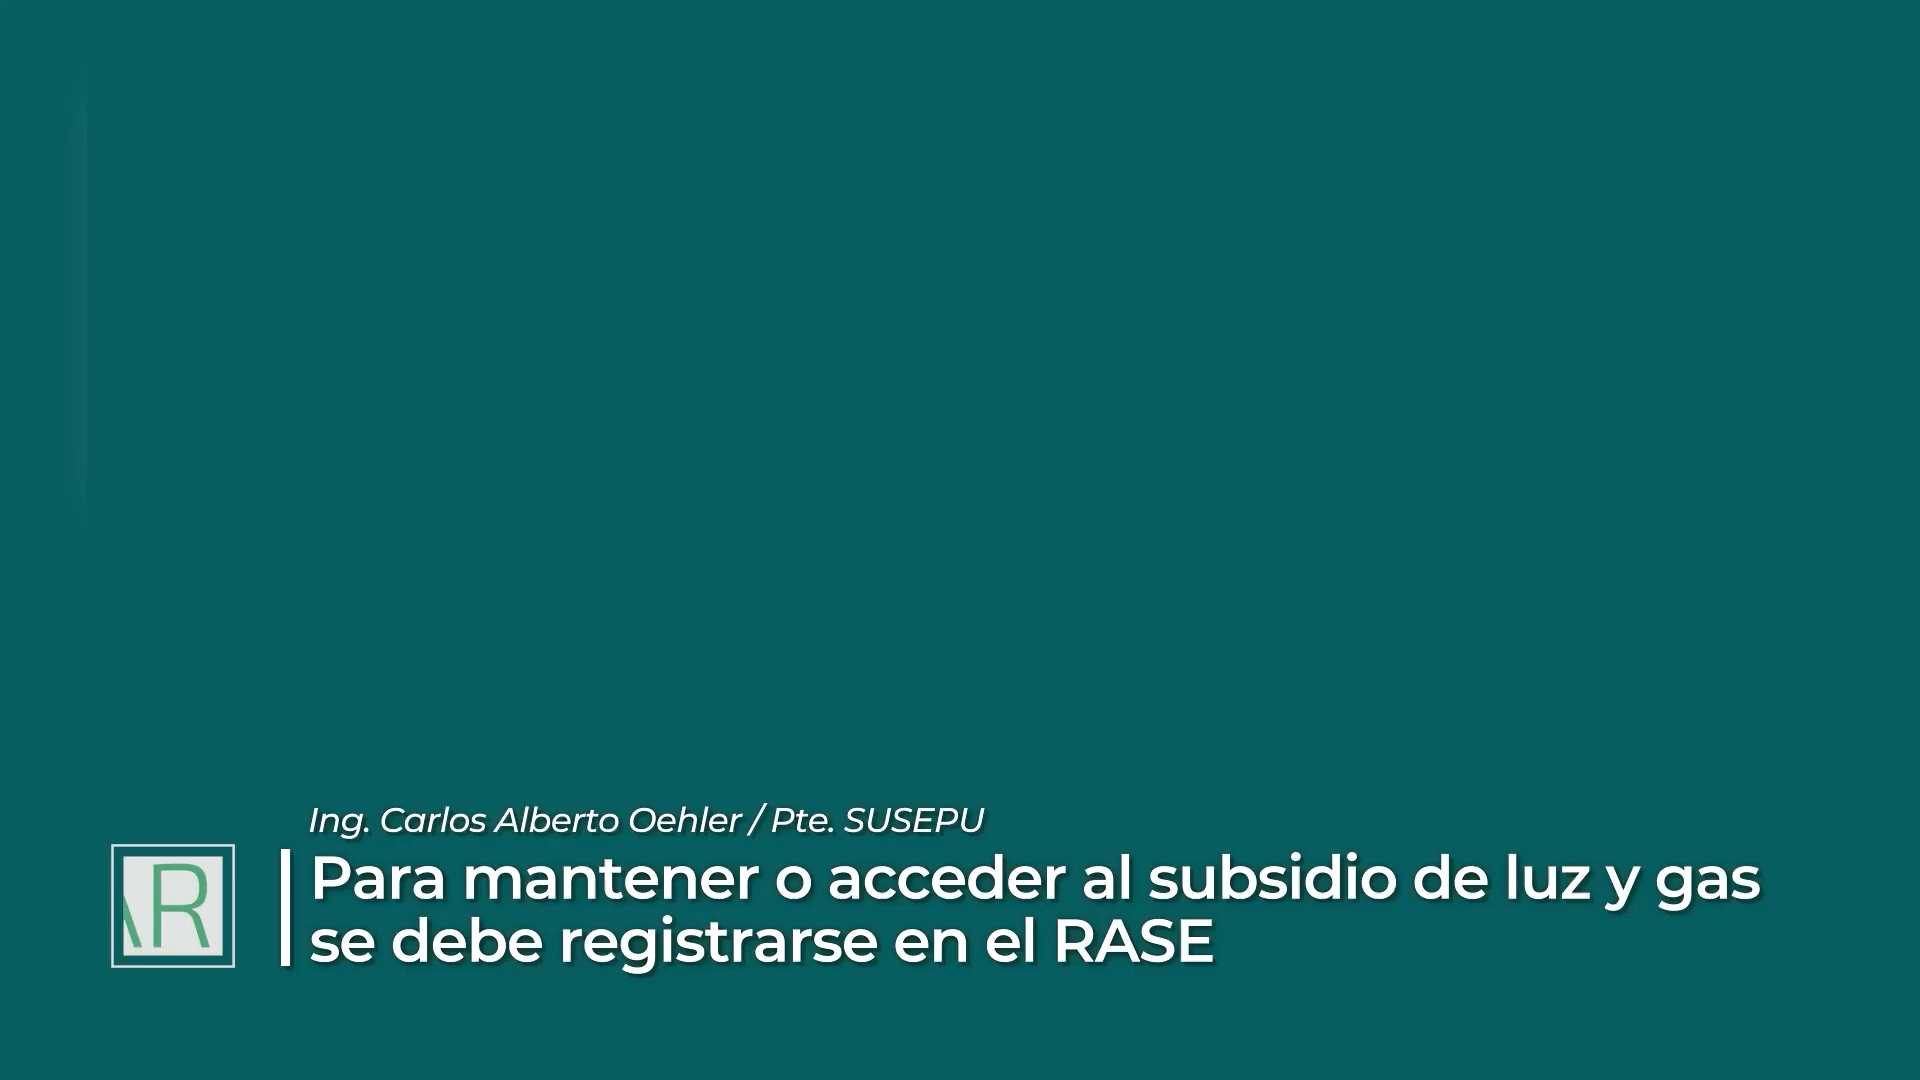 Ing. Carlos Alberto Oehler / Pte. SUSEPU
Para mantener o acceder al subsidio de luz y gas
se debe registrarse en el RASE
R